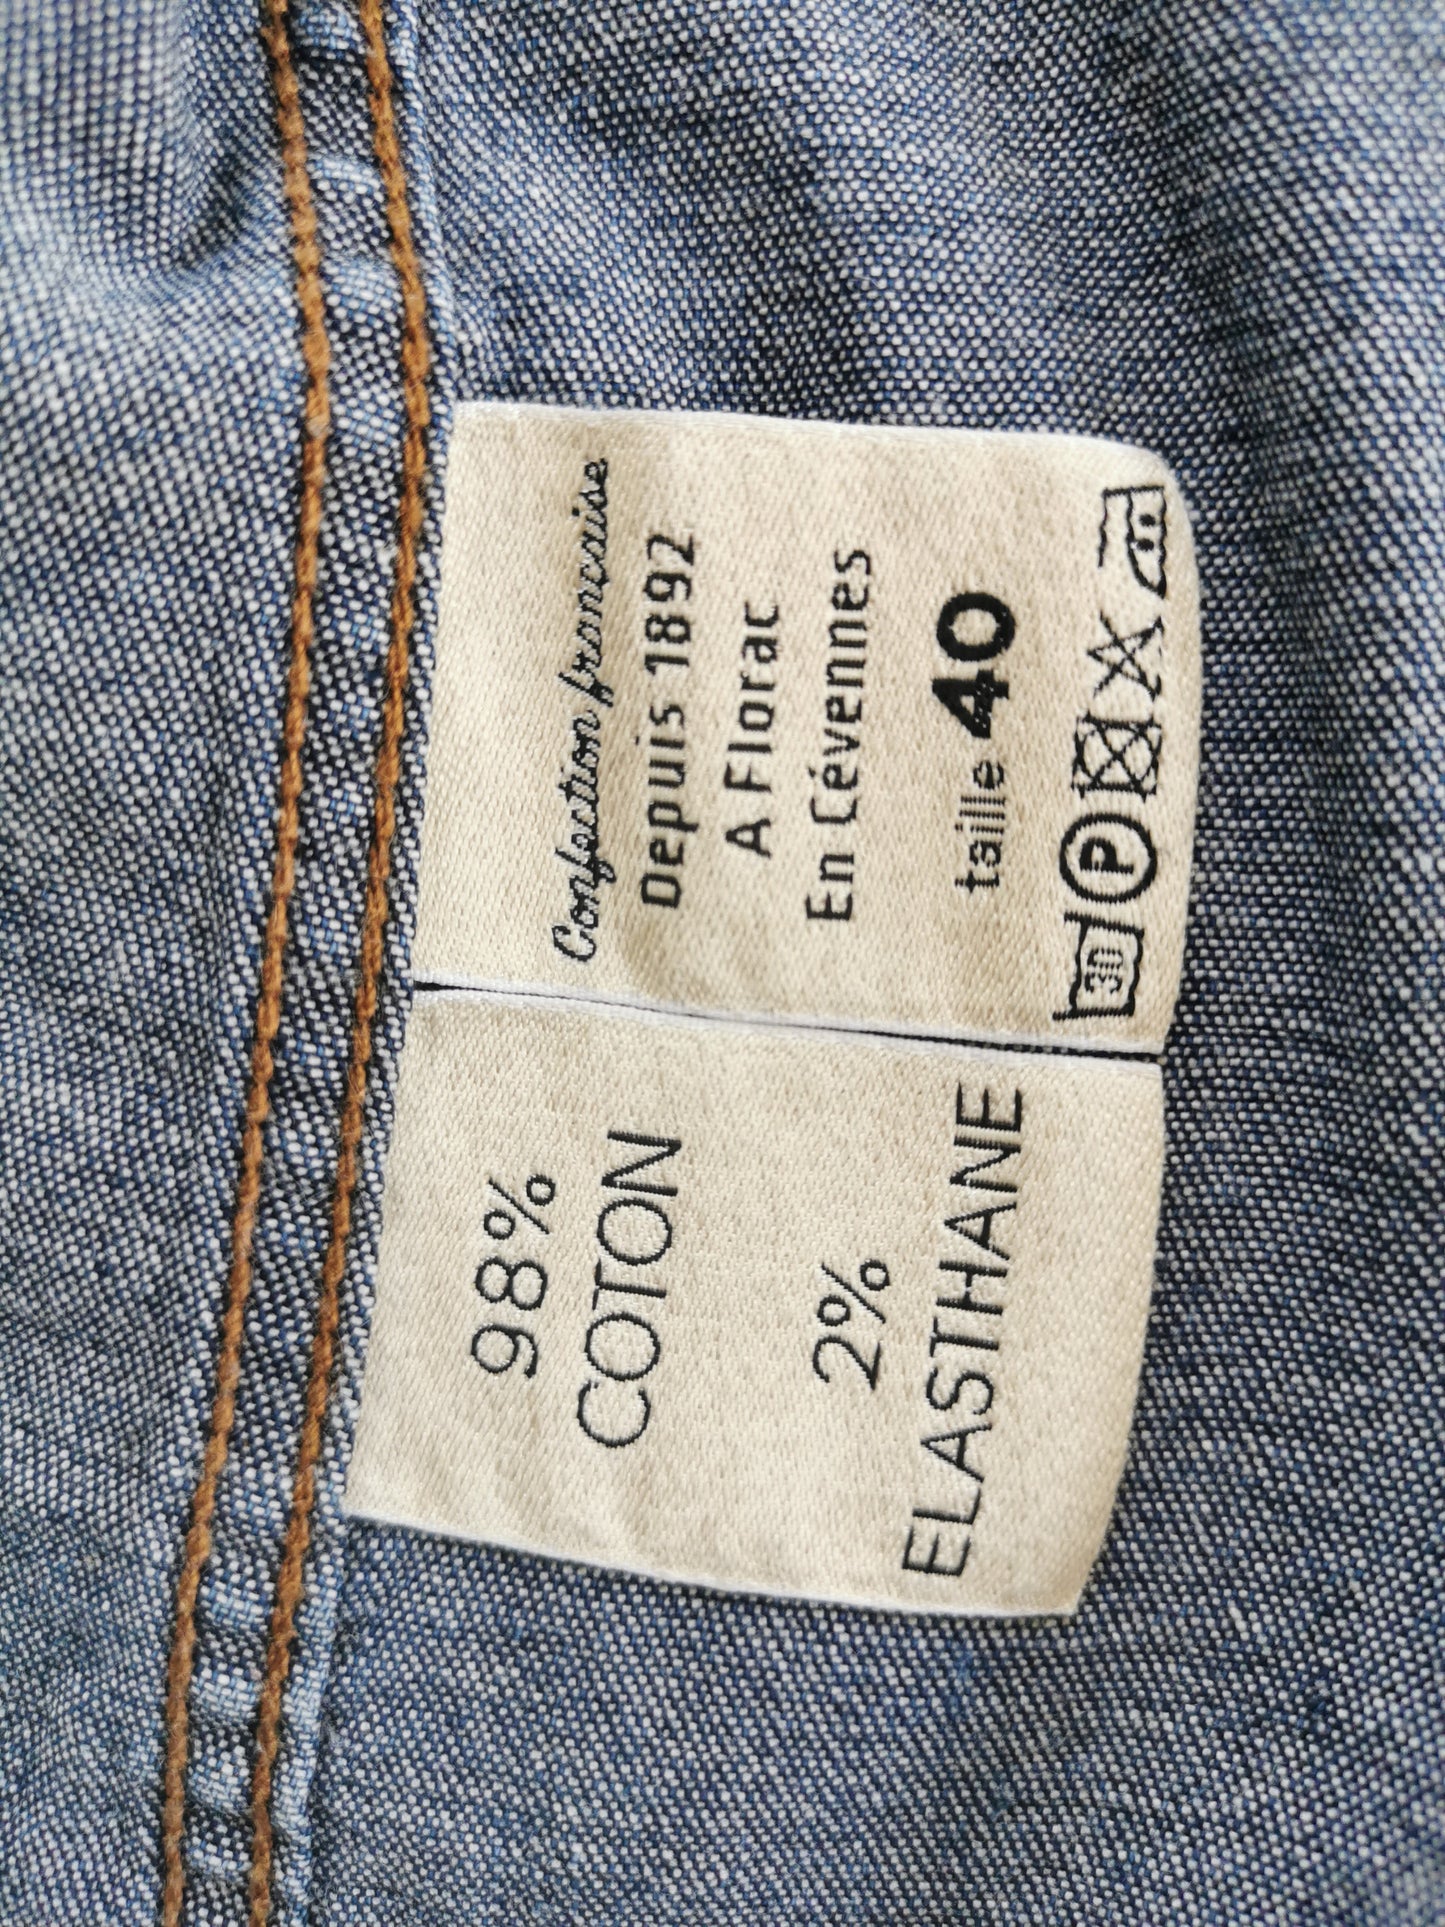 Confection française
Depuis 1892
A Florac
En Cévennes
taille 40
30 P
98%
COTON
2%
ELASTHANE